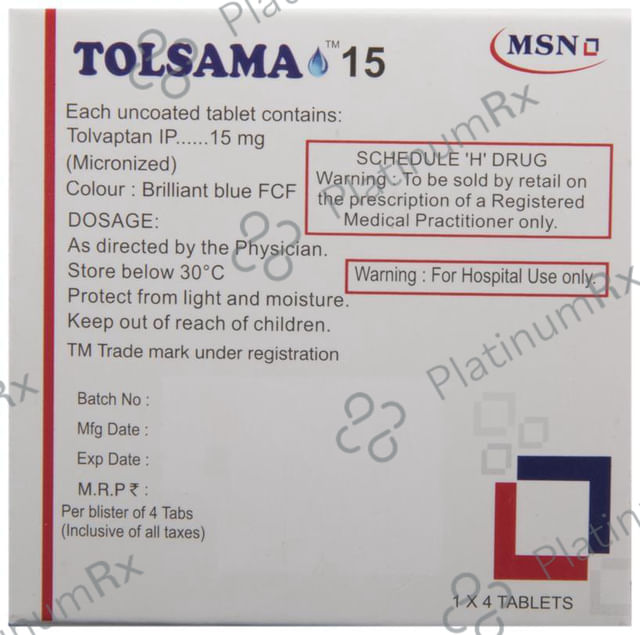 TOLSAMA™ 15
MSN
Each uncoated tablet contains:
Tolvaptan IP......15 mg
(Micronized)
Colour : Brilliant blue FCF
SCHEDULE 'H' DRUG
Warning : To be sold by retail on
the prescription of a Registered
Medical Practitioner only.
DOSAGE:
As directed by the Physician.
Store below 30°C
Warning : For Hospital Use only.
Protect from light and moisture.
Keep out of reach of children.
TM Trade mark under registration
Batch No :
Mfg Date :
Exp Date :
M.R.P ₹ :
Per blister of 4 Tabs
(Inclusive of all taxes)
1 X 4 TABLETS
PlatinumRx
PlatinumRx
PlatinumRx
Rx
numRx
Platin